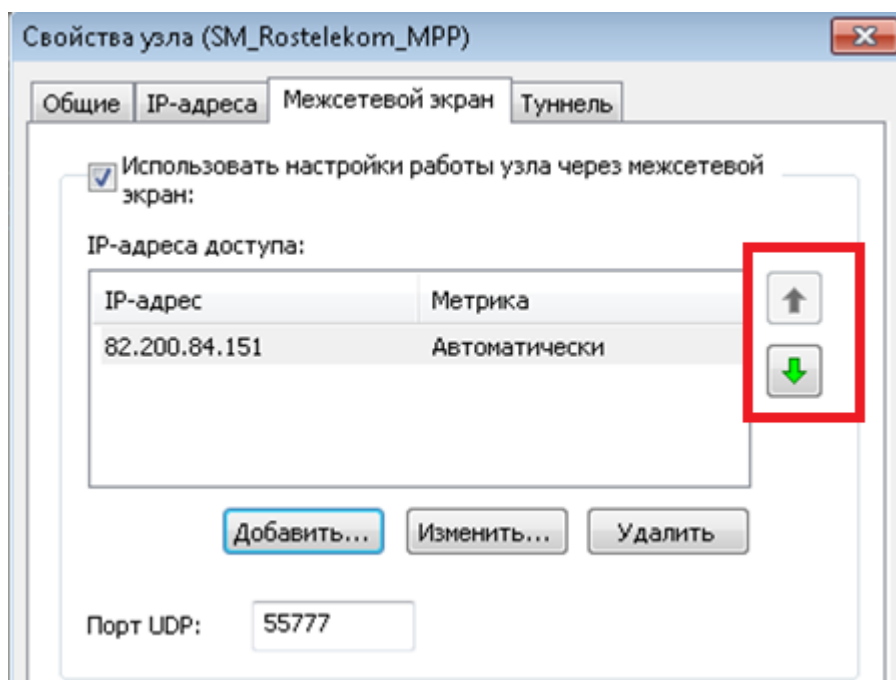 Свойства узла (SM_Rostelekom_MPP)
Общие IP-адреса Межсетевой экран Туннель
Использовать настройки работы узла через межсетевой
экран:
IP-адреса доступа:
IP-адрес Метрика
82.200.84.151 Автоматически
Добавить... Изменить... Удалить
Порт UDP: 55777